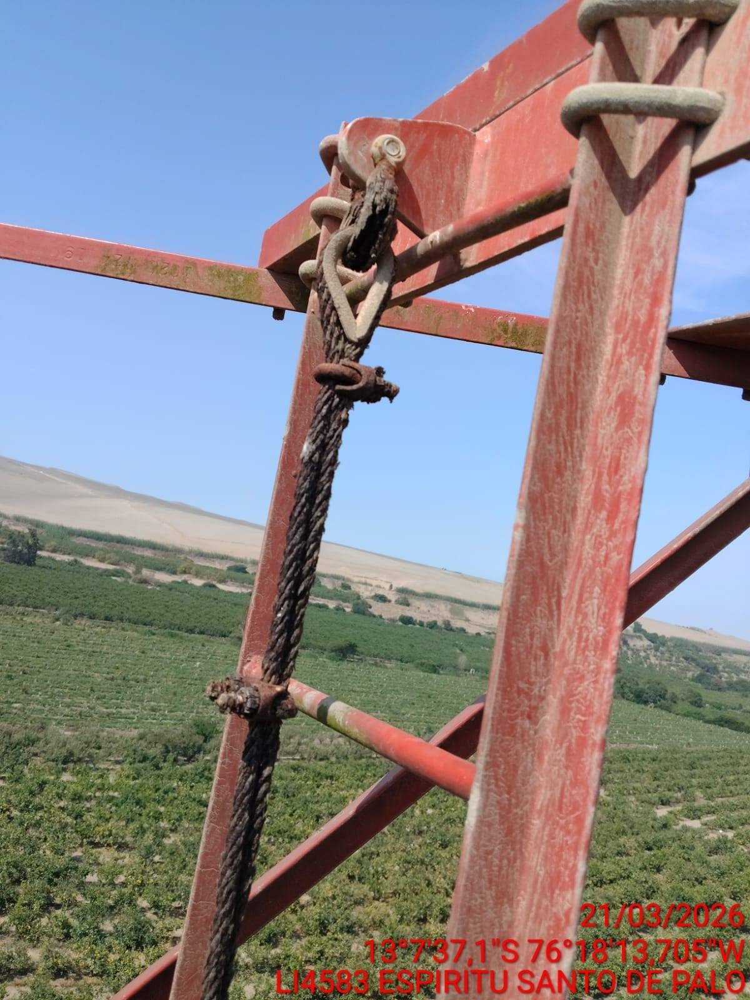 21/03/2026
13°7'37,1"S 76°18'13,705"W
LI4583 ESPIRITU SANTO DE PALO